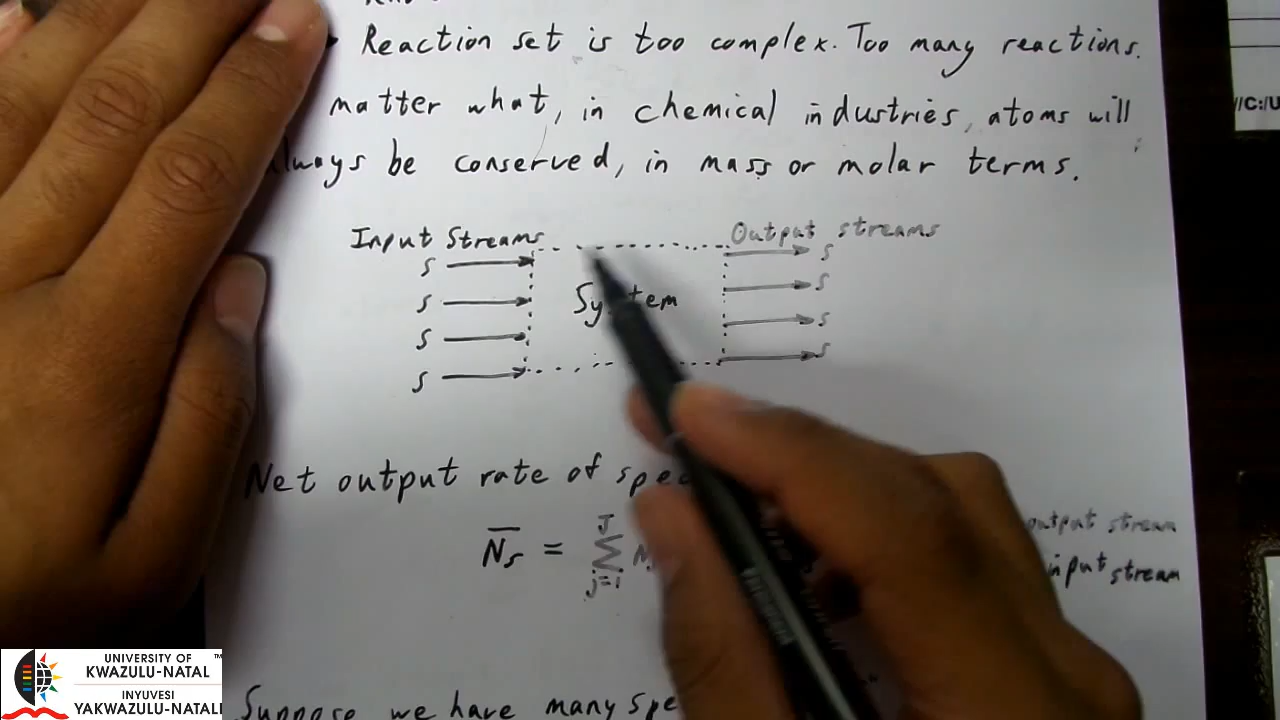 Reaction set is too complex. Too many reactions.
matter what, in chemical industries, atoms will
always be conserved, in mass or molar terms.
Input Streams
Output streams
S S
S System S
S S
S S
Net output rate of spec
N̅s = Σ N
J
j=1
output stream
input stream
Suppose we have many spe
//C:/U
UNIVERSITY OF
KWAZULU-NATAL
INYUVESI
YAKWAZULU-NATALI